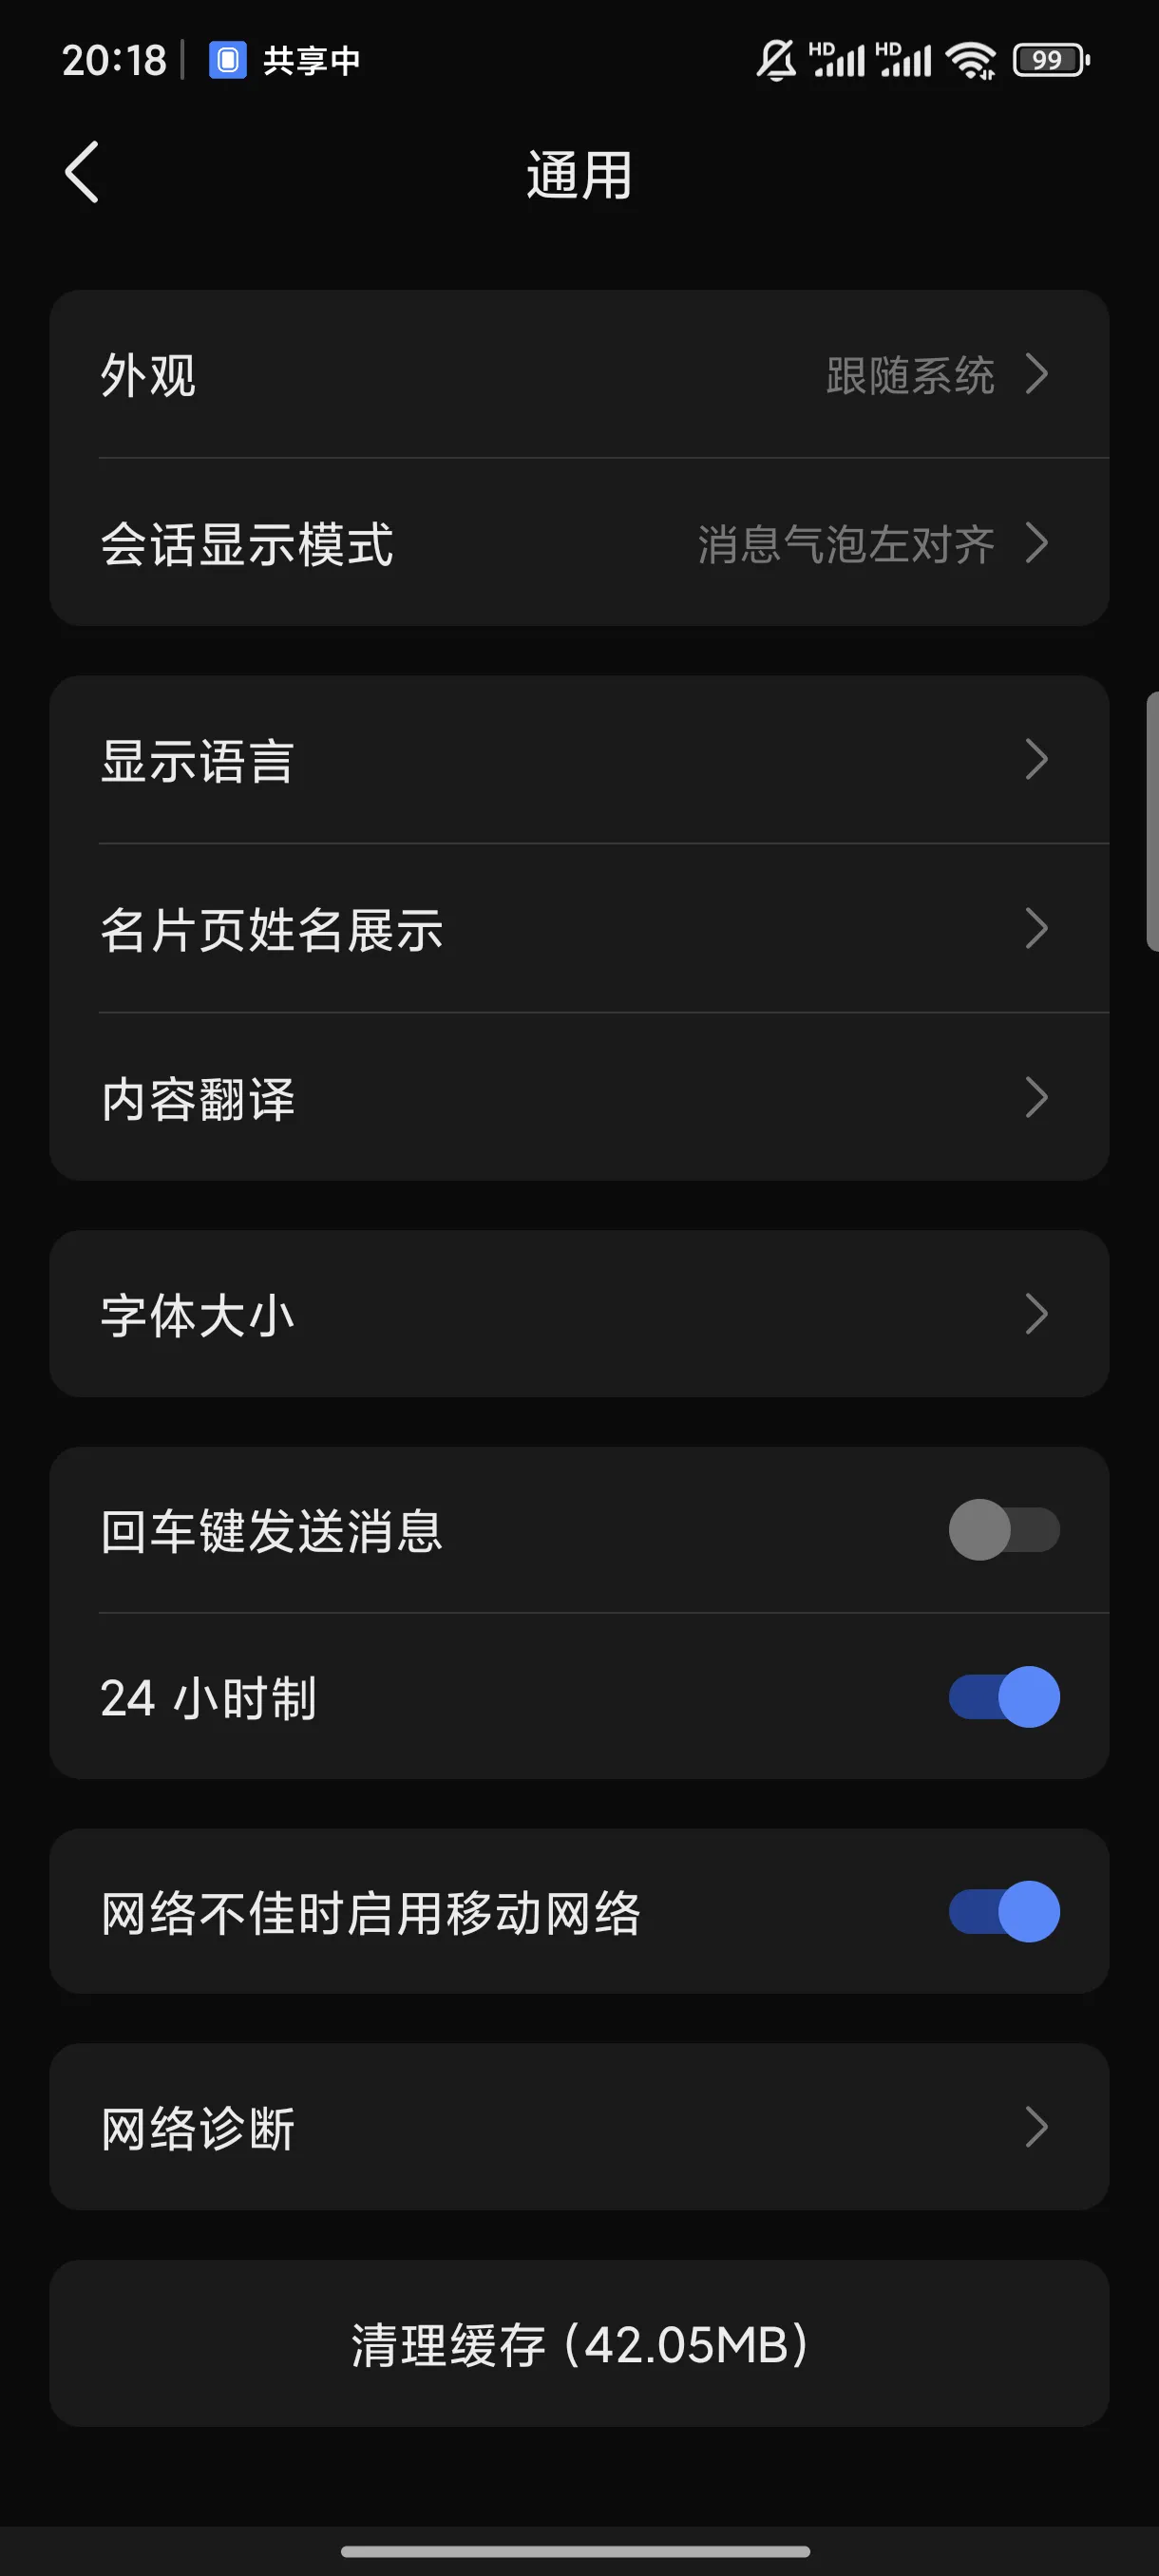 20:18 共享中 HD HD 99
通用
外观 跟随系统
会话显示模式 消息气泡左对齐
显示语言
名片页姓名展示
内容翻译
字体大小
回车键发送消息
24 小时制
网络不佳时启用移动网络
网络诊断
清理缓存 (42.05MB)